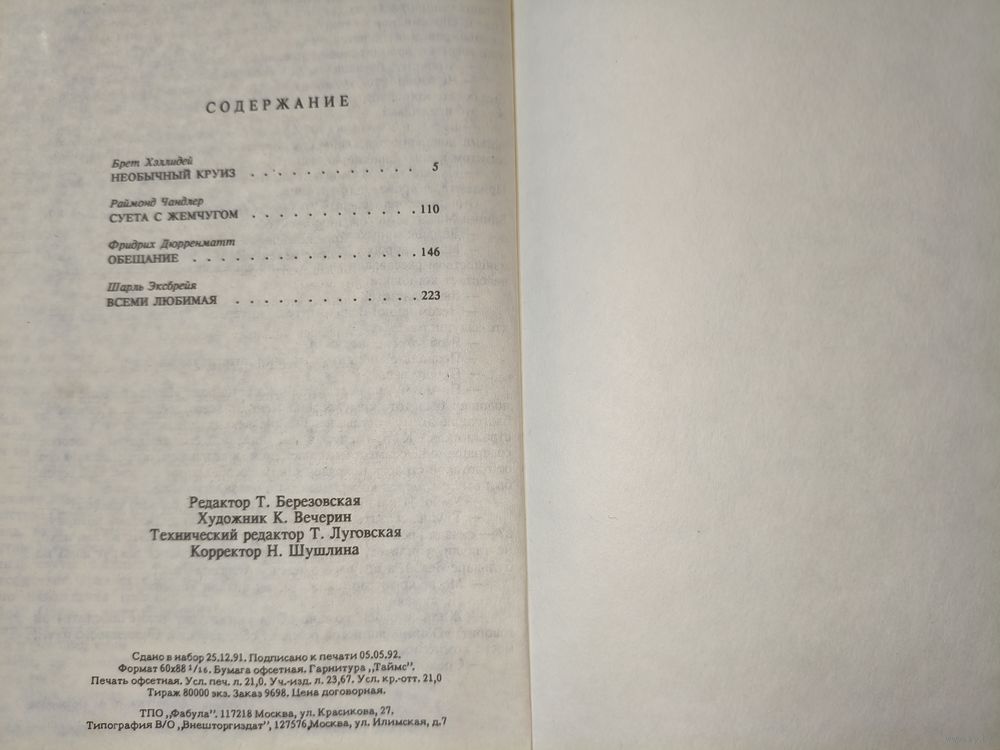 СОДЕРЖАНИЕ
Брет Хэллидей
НЕОБЫЧНЫЙ КРУИЗ . . . . . . . . . . . . 5
Раймонд Чандлер
СУЕТА С ЖЕМЧУГОМ . . . . . . . . . . . . 110
Фридрих Дюрренматт
ОБЕЩАНИЕ . . . . . . . . . . . . . . . . . 146
Шарль Эксбрейя
ВСЕМИ ЛЮБИМАЯ . . . . . . . . . . . . . . 223
Редактор Т. Березовская
Художник К. Вечерин
Технический редактор Т. Луговская
Корректор Н. Шушлина
Сдано в набор 25.12.91. Подписано к печати 05.05.92.
Формат 60х88 1/16. Бумага офсетная. Гарнитура „Таймс”.
Печать офсетная. Усл. печ. л. 21,0. Уч.-изд. л. 23,67. Усл. кр.-отт. 21,0
Тираж 80000 экз. Заказ 9698. Цена договорная.
ТПО „Фабула”. 117218 Москва, ул. Красикова, 27.
Типография В/О „Внешторгиздат”, 127576, Москва, ул. Илимская, д.7